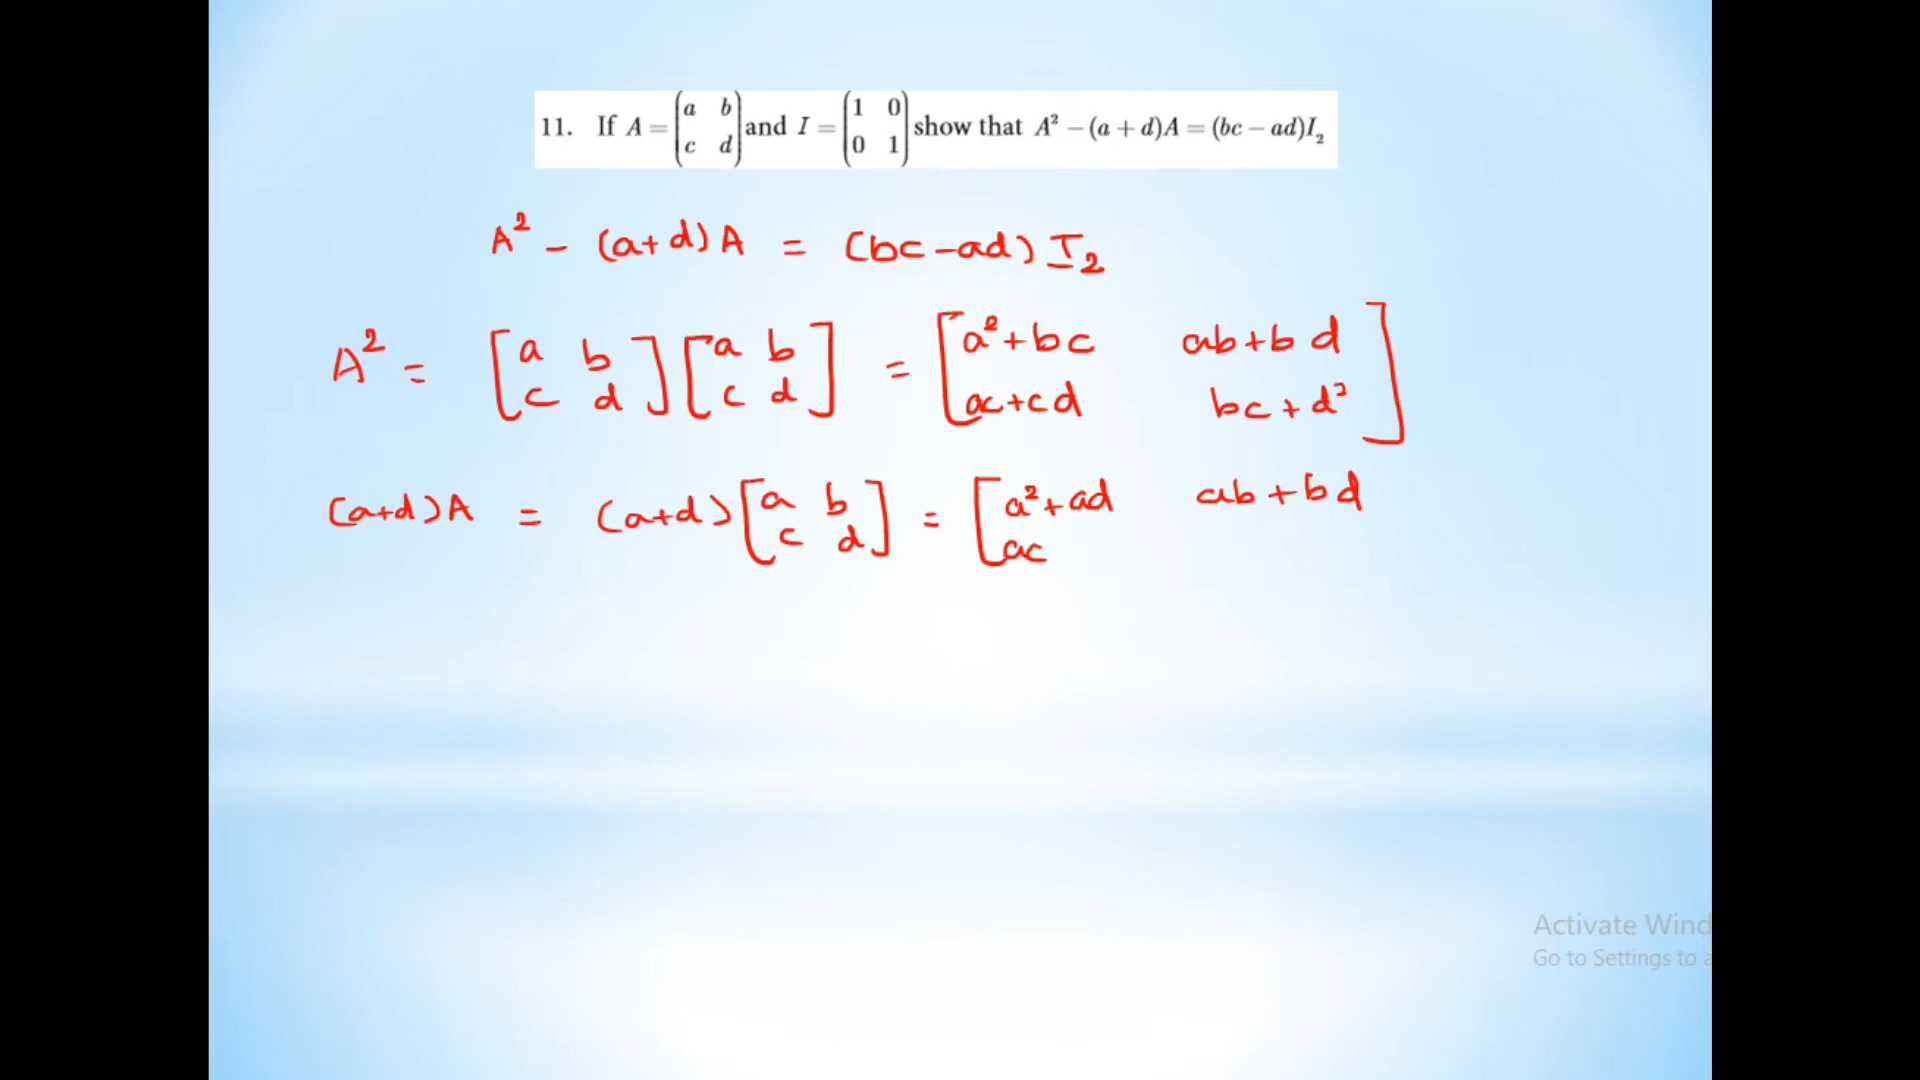 11. If A = (a b c d) and I = (1 0 0 1) show that A² – (a + d)A = (bc – ad)I₂
A² – (a+d) A = (bc – ad) I₂
A² = [a b c d] [a b c d] = [a²+bc ab+bd ac+cd bc+d²]
(a+d)A = (a+d) [a b c d] = [a²+ad ab+bd ac
Activate Wind
Go to Settings to a